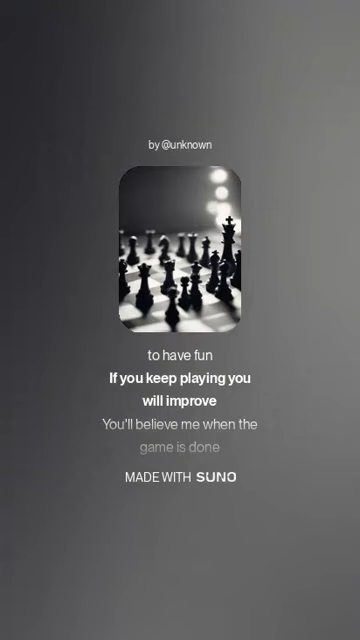 by @unknown
to have fun
If you keep playing you
will improve
You'll believe me when the
game is done
MADE WITH SUNO